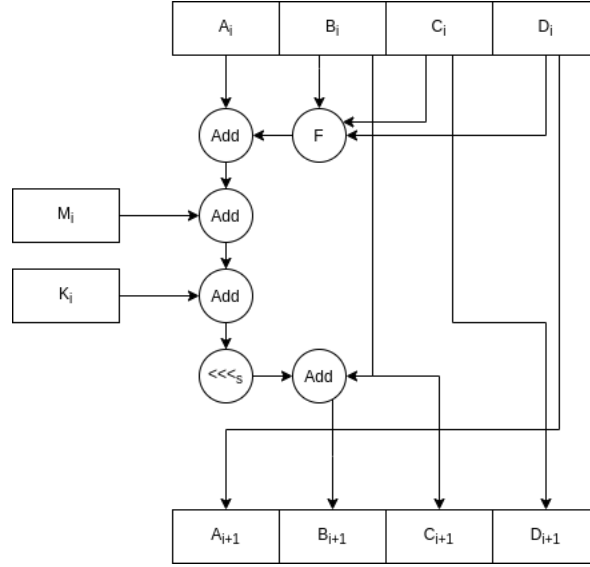 Aᵢ Bᵢ Cᵢ Dᵢ
Add F
Mᵢ Add
Kᵢ Add
<<<ₛ Add
Aᵢ₊₁ Bᵢ₊₁ Cᵢ₊₁ Dᵢ₊₁